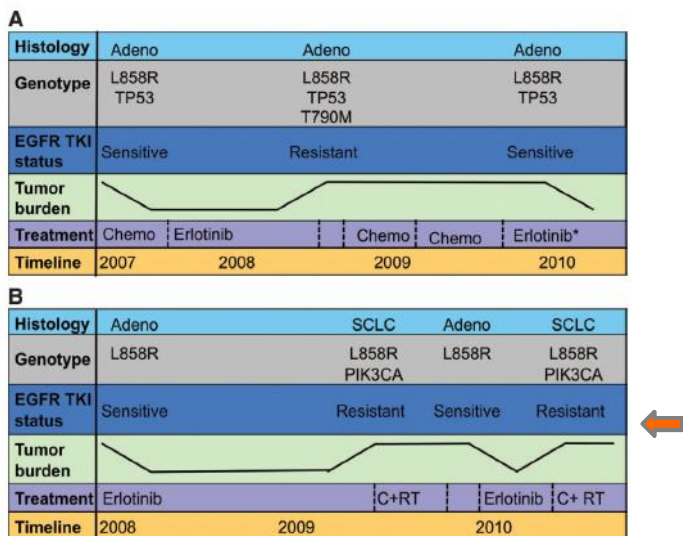 A
Histology Adeno Adeno Adeno
Genotype L858R L858R L858R
TP53 TP53 TP53
T790M
EGFR TKI
status Sensitive Resistant Sensitive
Tumor
burden
Treatment Chemo Erlotinib Chemo Chemo Erlotinib*
Timeline 2007 2008 2009 2010
B
Histology Adeno SCLC Adeno SCLC
Genotype L858R L858R L858R L858R
PIK3CA PIK3CA
EGFR TKI
status Sensitive Resistant Sensitive Resistant
Tumor
burden
Treatment Erlotinib C+RT Erlotinib C+ RT
Timeline 2008 2009 2010